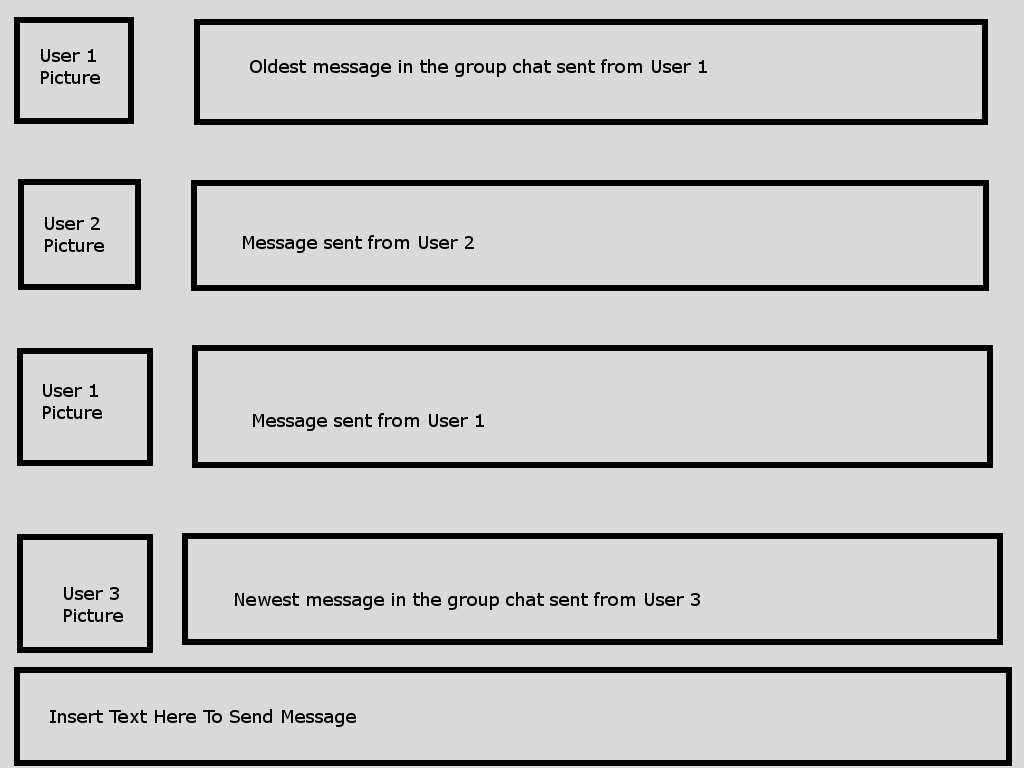 User 1
Picture
Oldest message in the group chat sent from User 1
User 2
Picture
Message sent from User 2
User 1
Picture
Message sent from User 1
User 3
Picture
Newest message in the group chat sent from User 3
Insert Text Here To Send Message